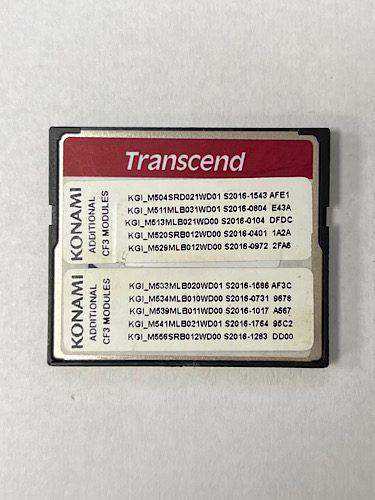 Transcend
KONAMI
ADDITIONAL
CF3 MODULES
KGI_M504SRD021WD01 S2016-1543 AFE1
KGI_M511MLB031WD01 S2016-0804 E43A
KGI_M513MLB021WD00 S2016-0104 DFDC
KGI_M520SRB012WD00 S2016-0401 1A2A
KGI_M529MLB012WD00 S2016-0972 2FA6
KONAMI
ADDITIONAL
CF3 MODULES
KGI_M533MLB020WD01 S2016-1586 AF3C
KGI_M534MLB010WD00 S2016-0731 9678
KGI_M539MLB011WD00 S2016-1017 A567
KGI_M541MLB021WD01 S2016-1764 95C2
KGI_M556SRB012WD00 S2016-1283 DD00